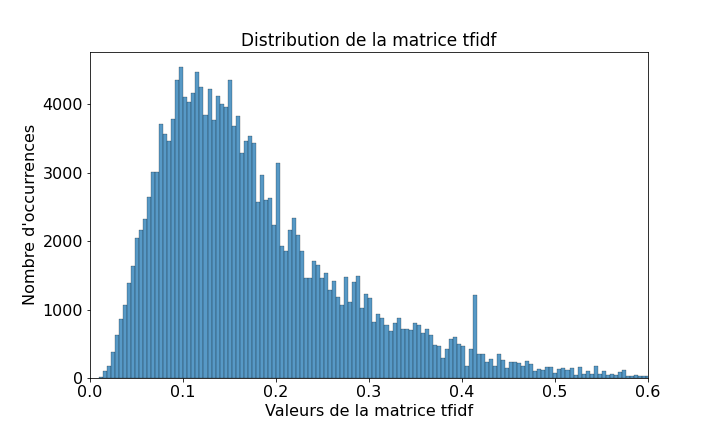 Distribution de la matrice tfidf
Nombre d'occurrences
4000
3000
2000
1000
0
0.0 0.1 0.2 0.3 0.4 0.5 0.6
Valeurs de la matrice tfidf